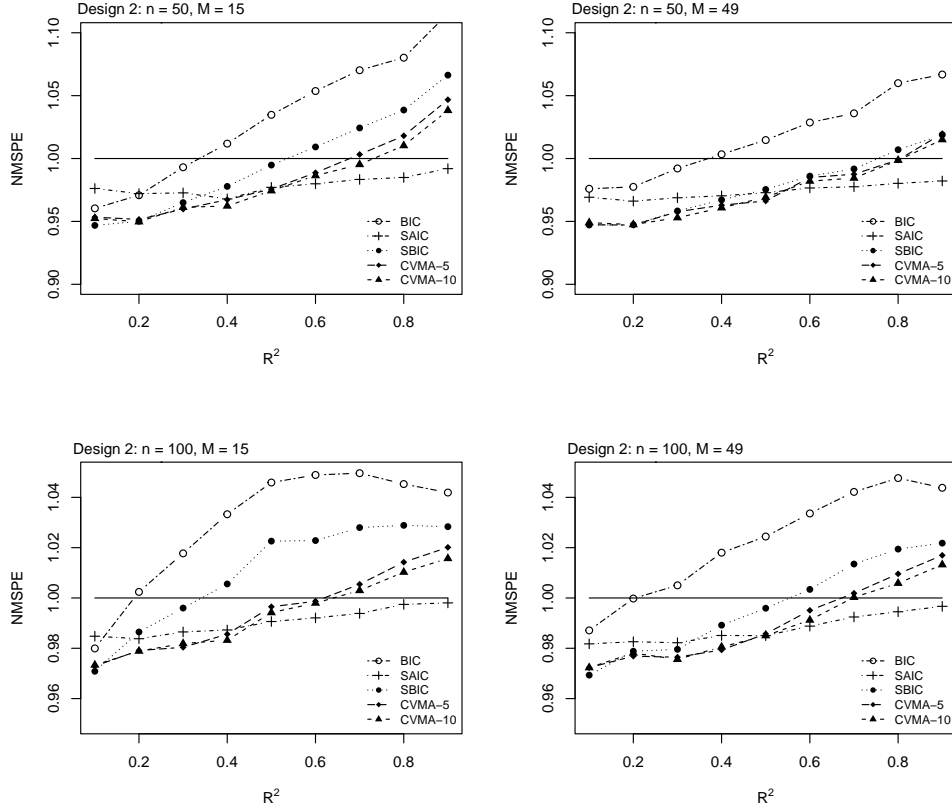 Design 2: n = 50, M = 15
NMSPE
1.10
1.05
1.00
0.95
0.90
BIC
SAIC
SBIC
CVMA−5
CVMA−10
0.2
0.4
0.6
0.8
R²
Design 2: n = 50, M = 49
NMSPE
1.10
1.05
1.00
0.95
0.90
BIC
SAIC
SBIC
CVMA−5
CVMA−10
0.2
0.4
0.6
0.8
R²
Design 2: n = 100, M = 15
NMSPE
1.04
1.02
1.00
0.98
0.96
BIC
SAIC
SBIC
CVMA−5
CVMA−10
0.2
0.4
0.6
0.8
R²
Design 2: n = 100, M = 49
NMSPE
1.04
1.02
1.00
0.98
0.96
BIC
SAIC
SBIC
CVMA−5
CVMA−10
0.2
0.4
0.6
0.8
R²